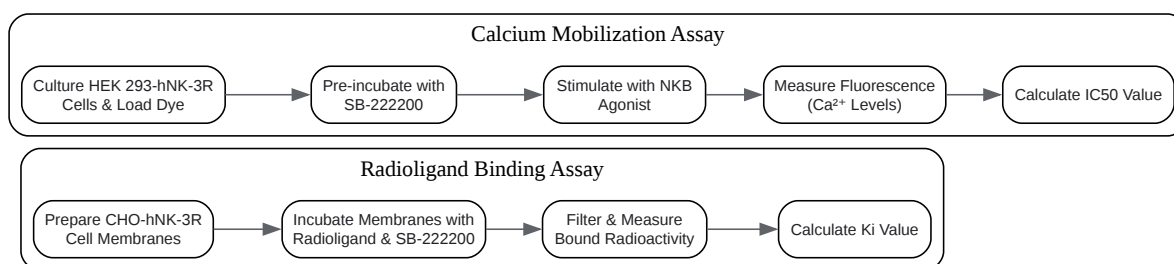 Calcium Mobilization Assay
Culture HEK 293-hNK-3R
Cells & Load Dye
Pre-incubate with
SB-222200
Stimulate with NKB
Agonist
Measure Fluorescence
(Ca²⁺ Levels)
Calculate IC50 Value
Radioligand Binding Assay
Prepare CHO-hNK-3R
Cell Membranes
Incubate Membranes with
Radioligand & SB-222200
Filter & Measure
Bound Radioactivity
Calculate Ki Value